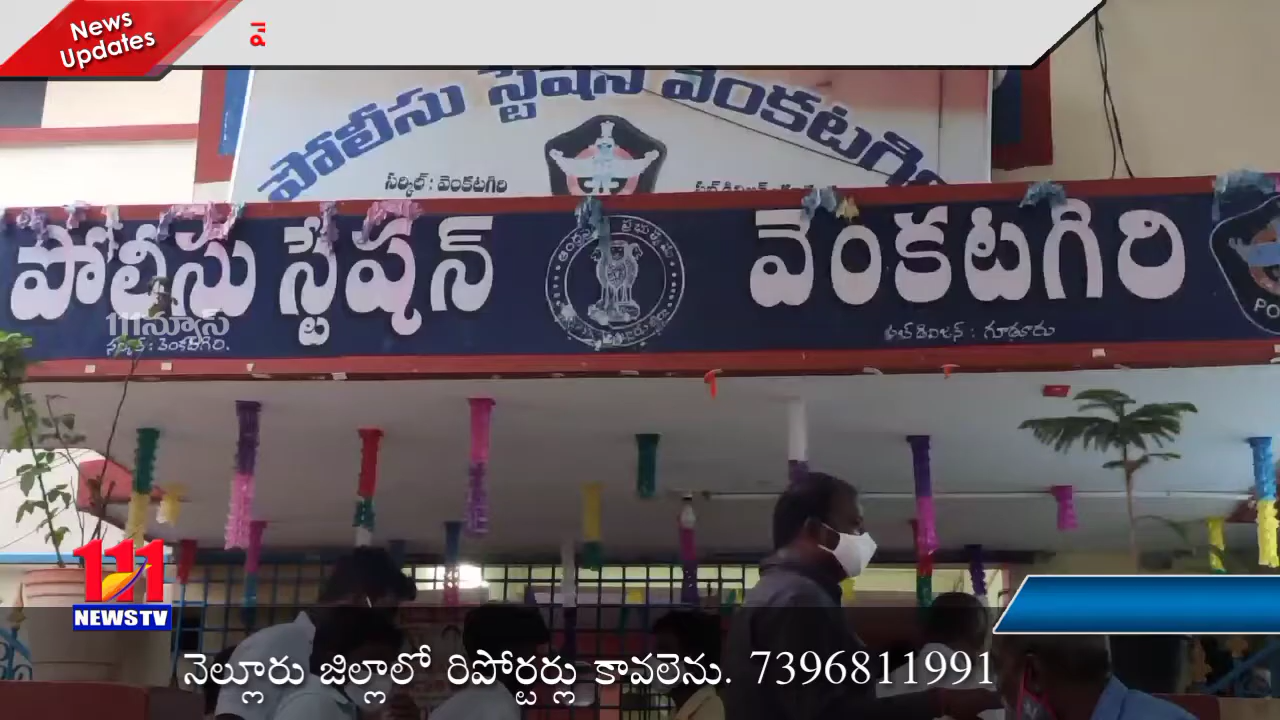 News
Updates
పోలీసు స్టేషన్ వెంకటగిరి
సర్కిల్ : వెంకటగిరి
పోలీసు స్టేషన్ వెంకటగిరి
111న్యూస్
సర్కిల్ : వెంకటగిరి.
సబ్ డివిజన్ : గూడూరు
111
NEWSTV
నెల్లూరు జిల్లాలో రిపోర్టర్లు కావలెను. 7396811991